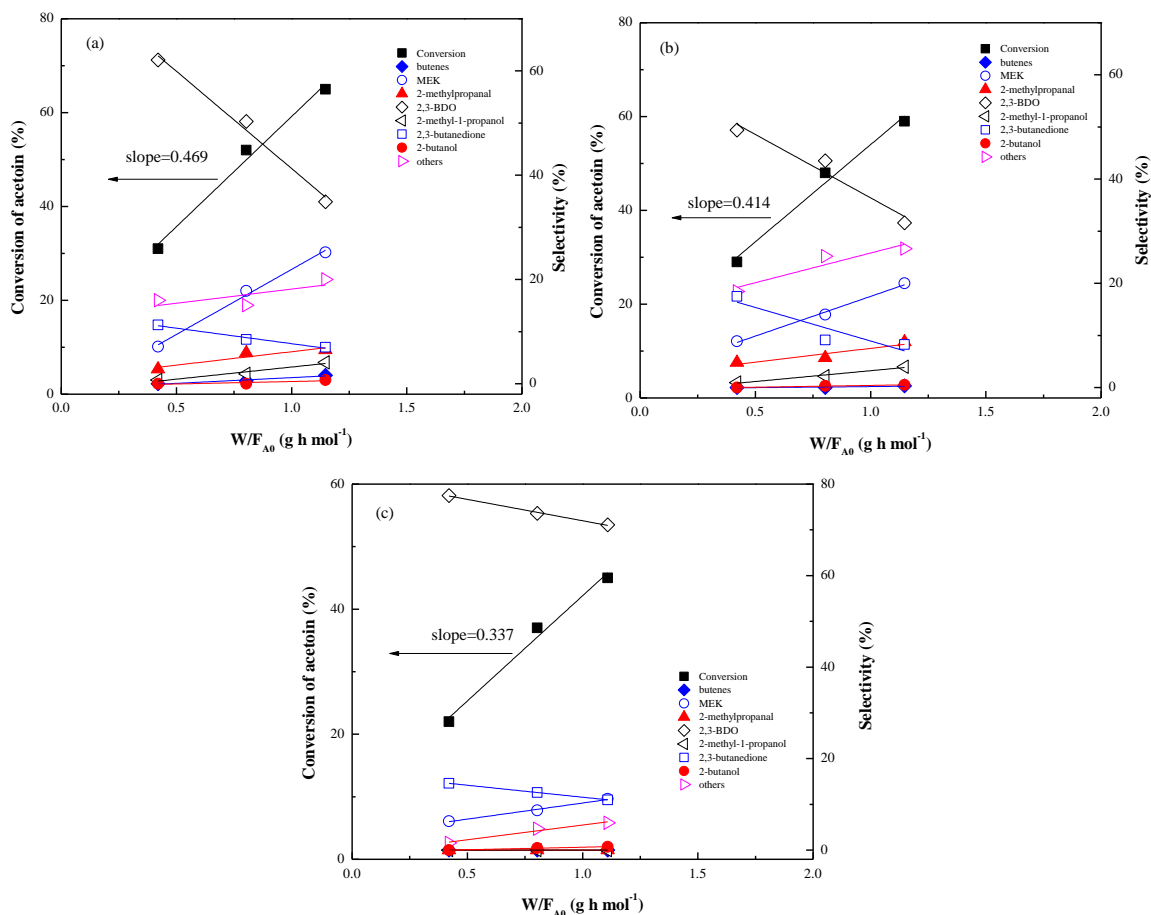 (a)
Conversion
butenes
MEK
2-methylpropanal
2,3-BDO
2-methyl-1-propanol
2,3-butanedione
2-butanol
others
slope=0.469
Conversion of acetoin (%)
80
60
40
20
0
Selectivity (%)
60
40
20
0
0.0 0.5 1.0 1.5 2.0
W/F_A0 (g h mol⁻¹)
(b)
Conversion
butenes
MEK
2-methylpropanal
2,3-BDO
2-methyl-1-propanol
2,3-butanedione
2-butanol
others
slope=0.414
Conversion of acetoin (%)
80
60
40
20
0
Selectivity (%)
60
40
20
0
0.0 0.5 1.0 1.5 2.0
W/F_A0 (g h mol⁻¹)
(c)
slope=0.337
Conversion
butenes
MEK
2-methylpropanal
2,3-BDO
2-methyl-1-propanol
2,3-butanedione
2-butanol
others
Conversion of acetoin (%)
60
40
20
0
Selectivity (%)
80
60
40
20
0
0.0 0.5 1.0 1.5 2.0
W/F_A0 (g h mol⁻¹)